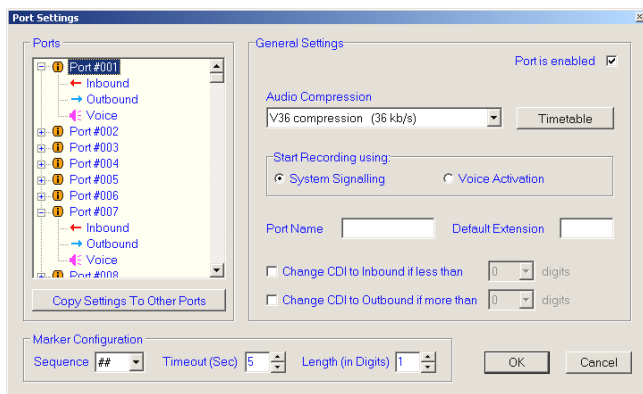 Port Settings
Ports
Port #001
Inbound
Outbound
Voice
Port #002
Port #003
Port #004
Port #005
Port #006
Port #007
Inbound
Outbound
Voice
Port #008
Copy Settings To Other Ports
General Settings
Port is enabled
Audio Compression
V36 compression (36 kb/s)
Timetable
Start Recording using:
System Signalling Voice Activation
Port Name Default Extension
Change CDI to Inbound if less than 0 digits
Change CDI to Outbound if more than 0 digits
Marker Configuration
Sequence ## Timeout (Sec) 5 Length (in Digits) 1
OK Cancel